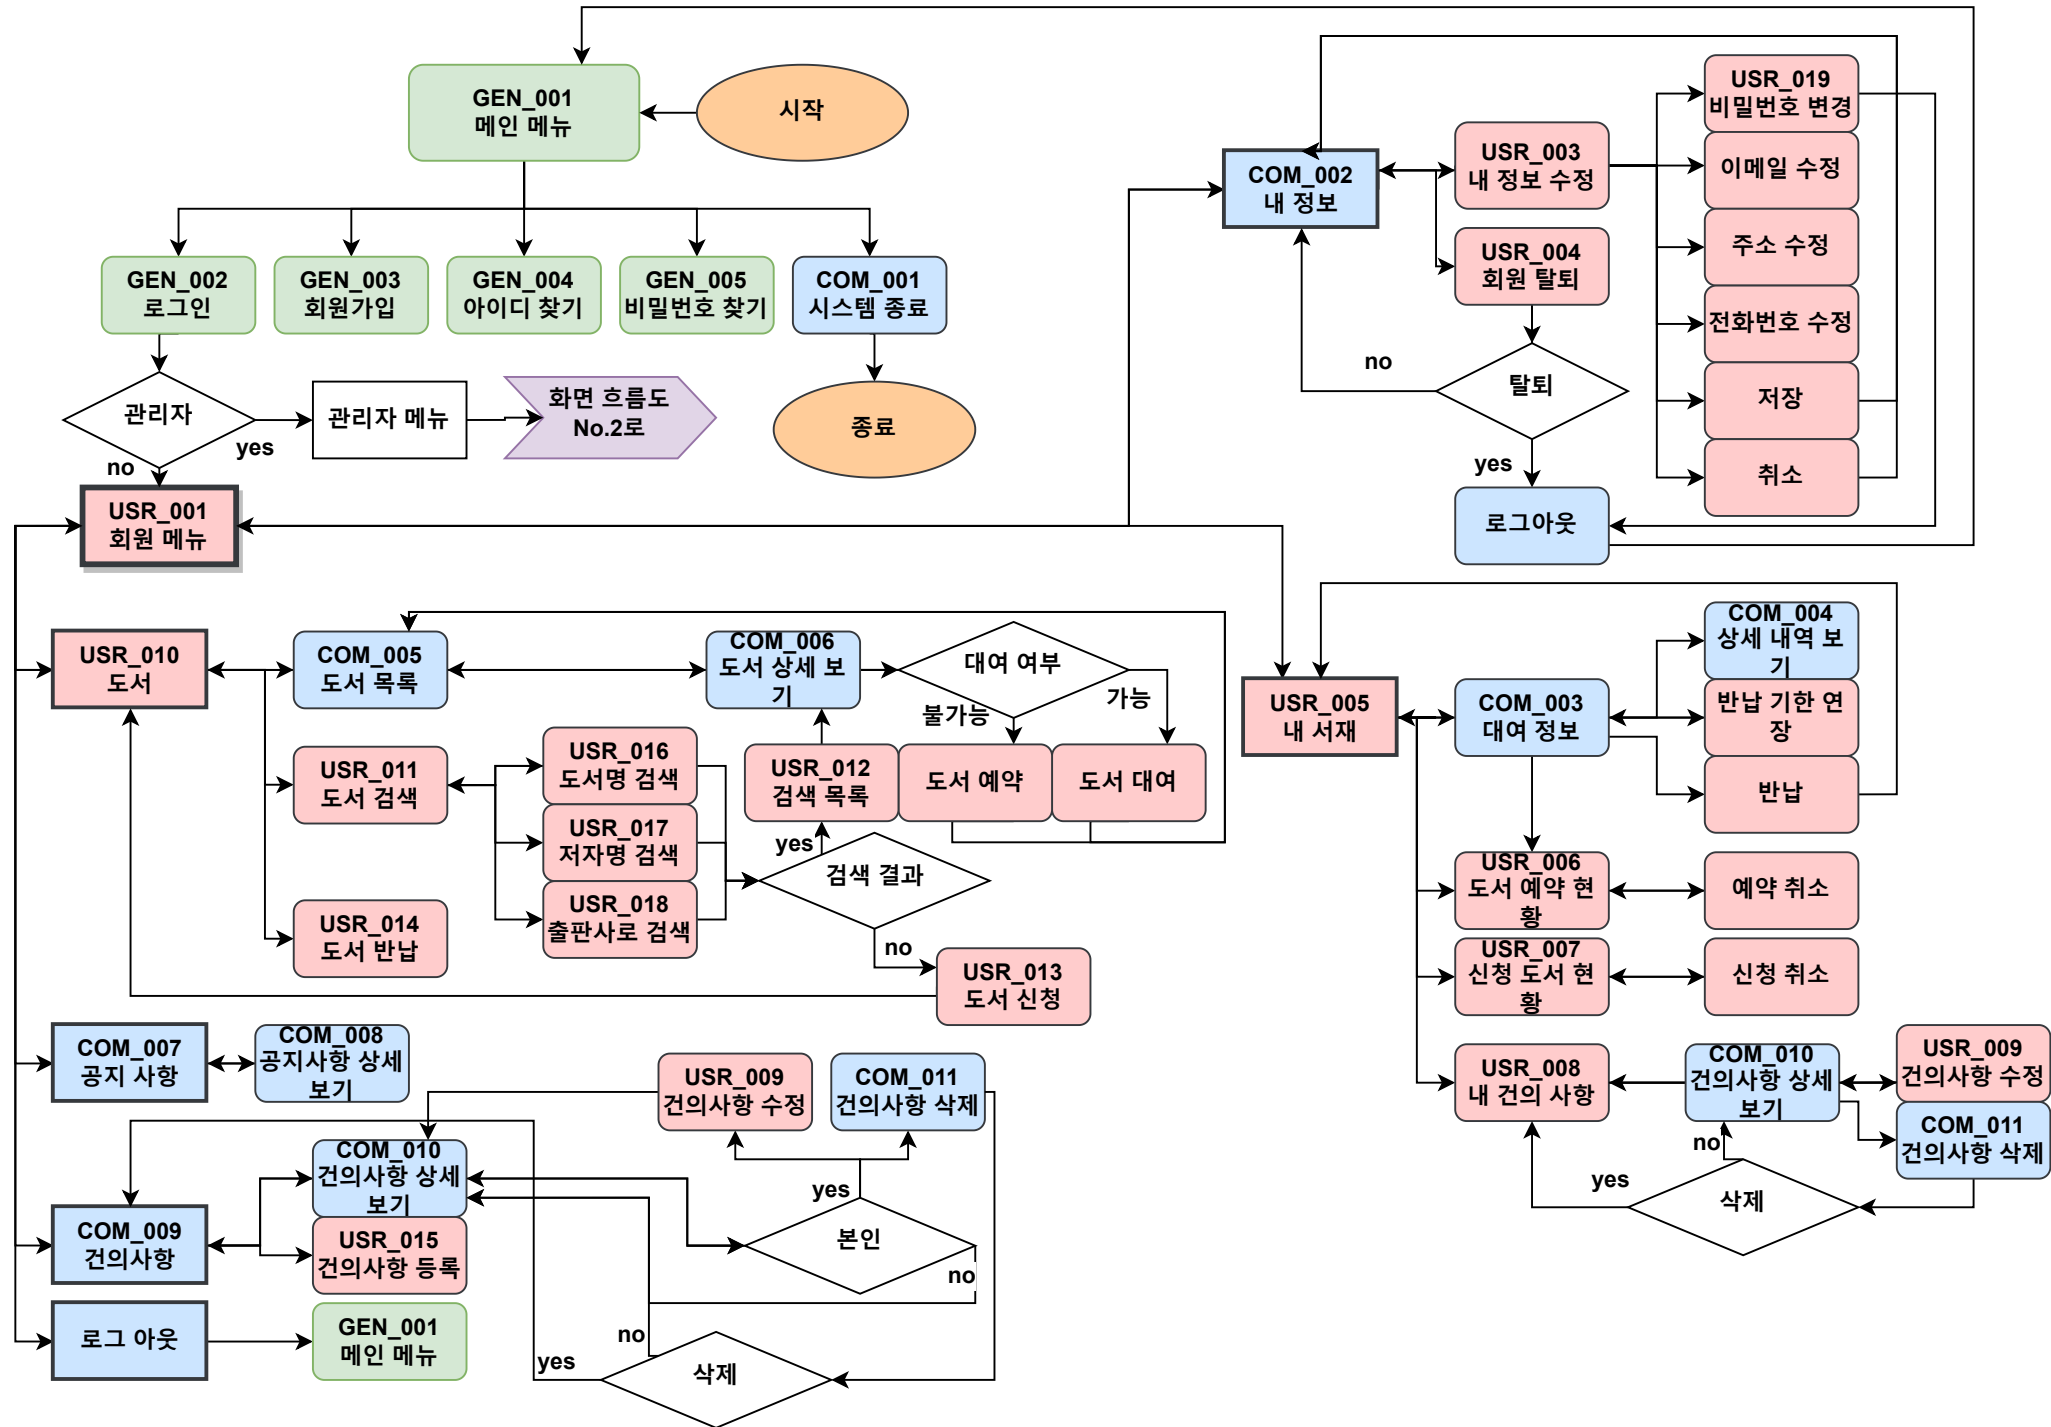 GEN_001
메인 메뉴
시작
GEN_002
로그인
GEN_003
회원가입
GEN_004
아이디 찾기
GEN_005
비밀번호 찾기
COM_001
시스템 종료
관리자
yes
no
관리자 메뉴
화면 흐름도
No.2로
종료
USR_001
회원 메뉴
COM_002
내 정보
USR_003
내 정보 수정
USR_004
회원 탈퇴
탈퇴
no
yes
로그아웃
USR_019
비밀번호 변경
이메일 수정
주소 수정
전화번호 수정
저장
취소
USR_010
도서
COM_005
도서 목록
COM_006
도서 상세 보
기
대여 여부
불가능
가능
USR_011
도서 검색
USR_016
도서명 검색
USR_017
저자명 검색
USR_018
출판사로 검색
USR_012
검색 목록
도서 예약
도서 대여
yes
검색 결과
no
USR_014
도서 반납
USR_013
도서 신청
USR_005
내 서재
COM_003
대여 정보
COM_004
상세 내역 보
기
반납 기한 연
장
반납
USR_006
도서 예약 현
황
예약 취소
USR_007
신청 도서 현
황
신청 취소
USR_008
내 건의 사항
COM_010
건의사항 상세
보기
USR_009
건의사항 수정
COM_011
건의사항 삭제
no
yes
삭제
COM_007
공지 사항
COM_008
공지사항 상세
보기
USR_009
건의사항 수정
COM_011
건의사항 삭제
COM_009
건의사항
COM_010
건의사항 상세
보기
USR_015
건의사항 등록
yes
본인
no
로그 아웃
GEN_001
메인 메뉴
no
yes
삭제